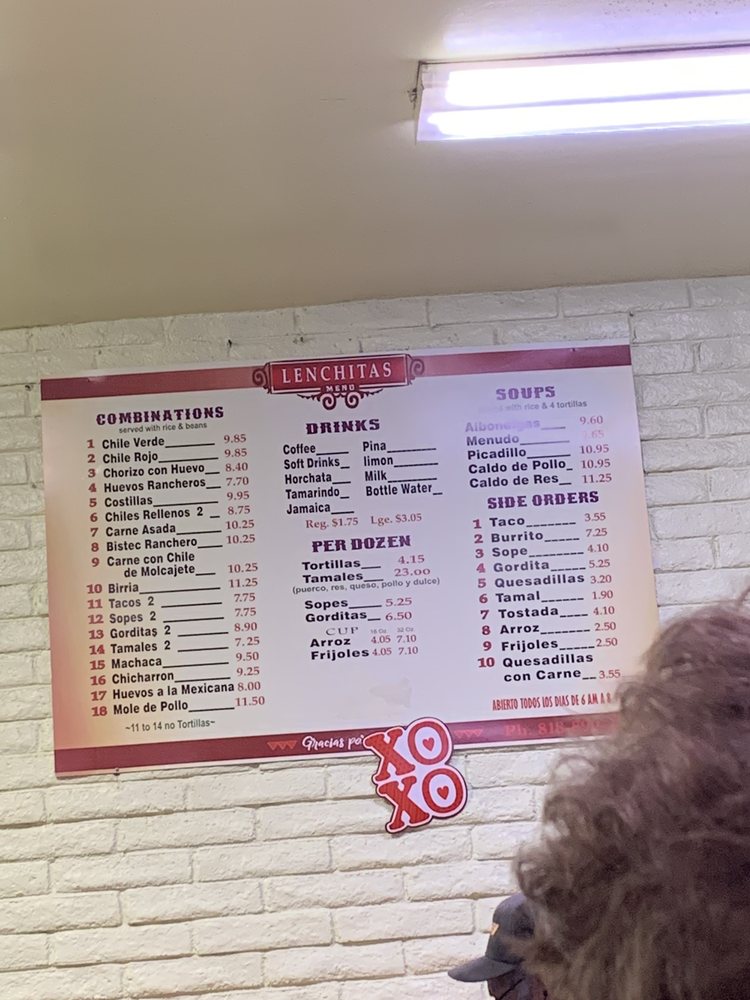 LENCHITAS
MENU
COMBINATIONS
served with rice & beans
1 Chile Verde 9.85
2 Chile Rojo 9.85
3 Chorizo con Huevo 8.40
4 Huevos Rancheros 7.70
5 Costillas 9.95
6 Chiles Rellenos 2 8.75
7 Carne Asada 10.25
8 Bistec Ranchero 10.25
9 Carne con Chile
de Molcajete 10.25
10 Birria 11.25
11 Tacos 2 7.75
12 Sopes 2 7.75
13 Gorditas 2 8.90
14 Tamales 2 7.25
15 Machaca 9.50
16 Chicharron 9.25
17 Huevos a la Mexicana 8.00
18 Mole de Pollo 11.50
~11 to 14 no Tortillas~
DRINKS
Coffee Pina
Soft Drinks limon
Horchata Milk
Tamarindo Bottle Water
Jamaica
Reg. $1.75 Lge. $3.05
PER DOZEN
Tortillas 4.15
Tamales 23.00
(puerco, res, queso, pollo y dulce)
Sopes 5.25
Gorditas 6.50
CUP 16 Oz. 32 Oz.
Arroz 4.05 7.10
Frijoles 4.05 7.10
SOUPS
with rice & 4 tortillas
Albondigas 9.60
Menudo
Picadillo 10.95
Caldo de Pollo 10.95
Caldo de Res 11.25
SIDE ORDERS
1 Taco 3.55
2 Burrito 7.25
3 Sope 4.10
4 Gordita 5.25
5 Quesadillas 3.20
6 Tamal 1.90
7 Tostada 4.10
8 Arroz 2.50
9 Frijoles 2.50
10 Quesadillas
con Carne 3.55
ABIERTO TODOS LOS DIAS DE 6 AM A 8
Gracias por
Ph. 818
XO
XO